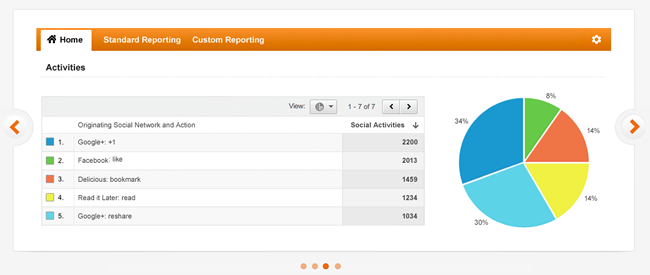 Home Standard Reporting Custom Reporting
Activities
View: 1 - 7 of 7
Originating Social Network and Action Social Activities
1. Google+: +1 2200
2. Facebook: like 2013
3. Delicious: bookmark 1459
4. Read it Later: read 1234
5. Google+: reshare 1034
8%
34%
14%
14%
30%